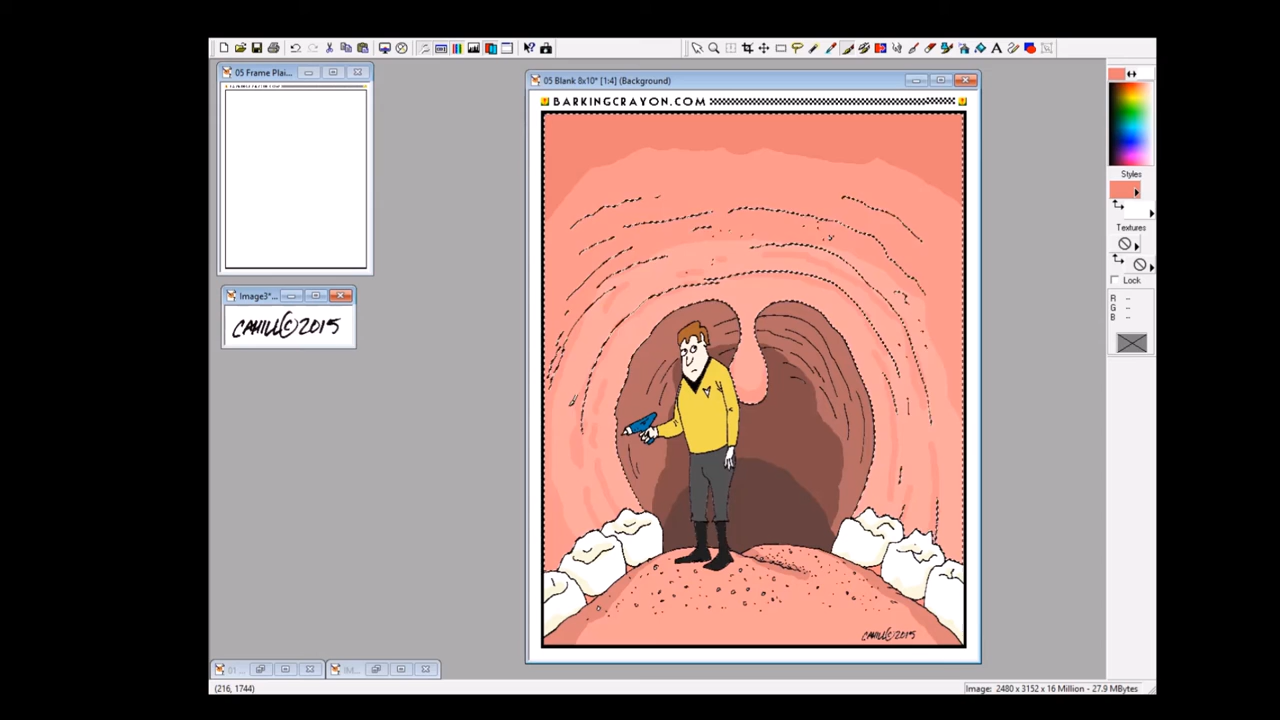 05 Frame Plai...
05 Blank 8x10* [1:4] (Background)
BARKINGCRAYON.COM
Image3*...
CAHILL©2015
CAHILL©2015
Styles
Textures
Lock
R --
G --
B --
01 ...
(216, 1744)
Image: 2480 x 3152 x 16 Million - 27.9 MBytes